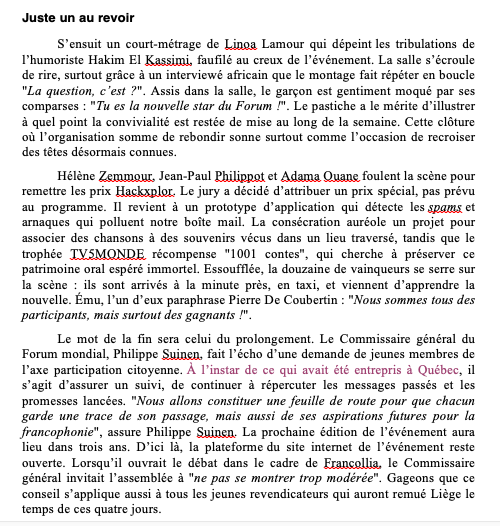 Juste un au revoir
S'ensuit un court-métrage de Linoa Lamour qui dépeint les tribulations de
l'humoriste Hakim El Kassimi, faufilé au creux de l'événement. La salle s'écroule
de rire, surtout grâce à un interviewé africain que le montage fait répéter en boucle
"La question, c'est ?". Assis dans la salle, le garçon est gentiment moqué par ses
comparses : "Tu es la nouvelle star du Forum !". Le pastiche a le mérite d'illustrer
à quel point la convivialité est restée de mise au long de la semaine. Cette clôture
où l'organisation somme de rebondir sonne surtout comme l'occasion de recroiser
des têtes désormais connues.
Hélène Zemmour, Jean-Paul Philippot et Adama Ouane foulent la scène pour
remettre les prix Hackxplor. Le jury a décidé d'attribuer un prix spécial, pas prévu
au programme. Il revient à un prototype d'application qui détecte les spams et
arnaques qui polluent notre boîte mail. La consécration auréole un projet pour
associer des chansons à des souvenirs vécus dans un lieu traversé, tandis que le
trophée TV5MONDE récompense "1001 contes", qui cherche à préserver ce
patrimoine oral espéré immortel. Essoufflée, la douzaine de vainqueurs se serre sur
la scène : ils sont arrivés à la minute près, en taxi, et viennent d'apprendre la
nouvelle. Ému, l'un d'eux paraphrase Pierre De Coubertin : "Nous sommes tous des
participants, mais surtout des gagnants !".
Le mot de la fin sera celui du prolongement. Le Commissaire général du
Forum mondial, Philippe Suinen, fait l'écho d'une demande de jeunes membres de
l'axe participation citoyenne. À l'instar de ce qui avait été entrepris à Québec, il
s'agit d'assurer un suivi, de continuer à répercuter les messages passés et les
promesses lancées. "Nous allons constituer une feuille de route pour que chacun
garde une trace de son passage, mais aussi de ses aspirations futures pour la
francophonie", assure Philippe Suinen. La prochaine édition de l'événement aura
lieu dans trois ans. D'ici là, la plateforme du site internet de l'événement reste
ouverte. Lorsqu'il ouvrait le débat dans le cadre de Francollia, le Commissaire
général invitait l'assemblée à "ne pas se montrer trop modérée". Gageons que ce
conseil s'applique aussi à tous les jeunes revendicateurs qui auront remué Liège le
temps de ces quatre jours.